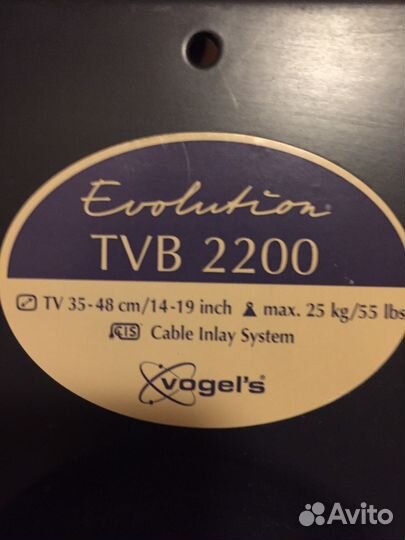 Evolution
TVB 2200
TV 35-48 cm/14-19 inch max. 25 kg/55 lbs
CIS Cable Inlay System
vogel's®
Avito